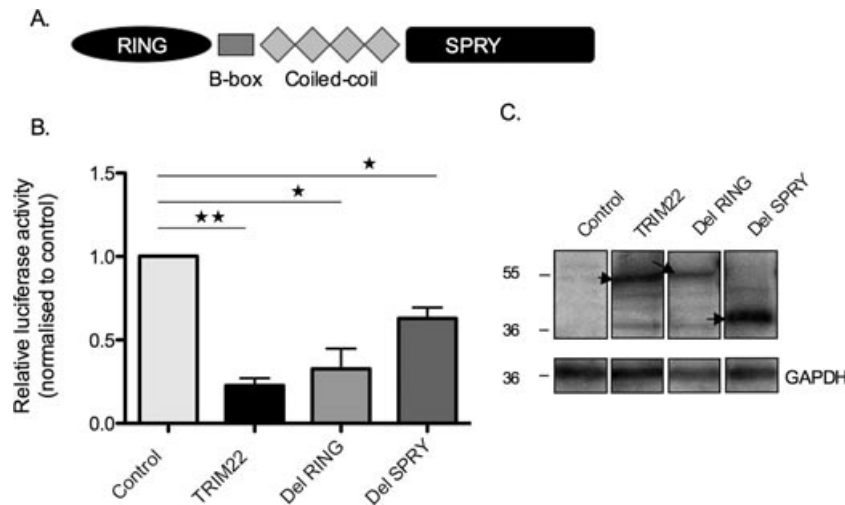 A.
RING
SPRY
B-box
Coiled-coil
B.
Relative luciferase activity
(normalised to control)
1.5
1.0
0.5
0.0
★
★
★★
Control
TRIM22
Del RING
Del SPRY
C.
Control
TRIM22
Del RING
Del SPRY
55
36
36
GAPDH